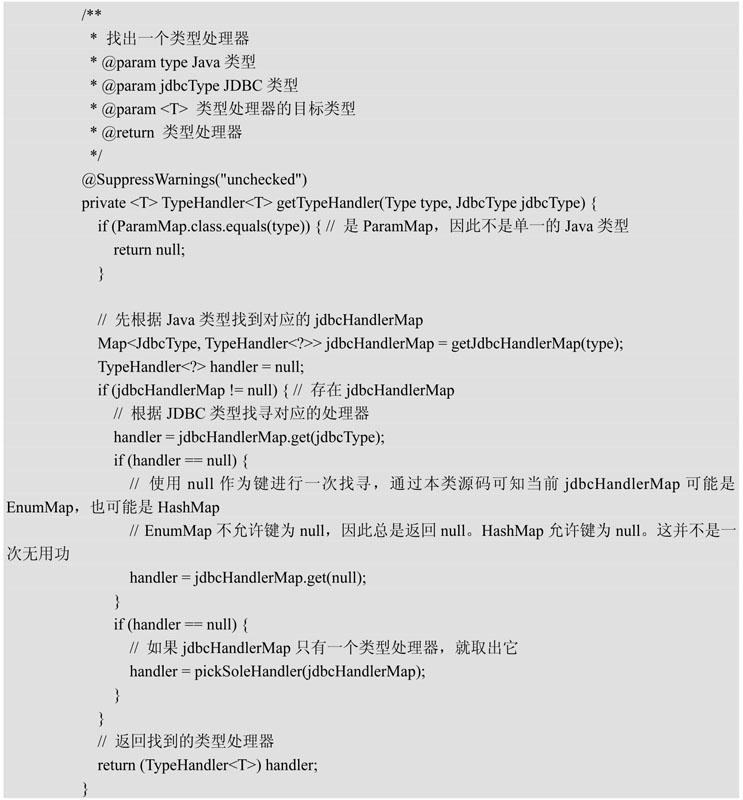 /**
* 找出一个类型处理器
* @param type Java 类型
* @param jdbcType JDBC 类型
* @param <T> 类型处理器的目标类型
* @return 类型处理器
*/
@SuppressWarnings("unchecked")
private <T> TypeHandler<T> getTypeHandler(Type type, JdbcType jdbcType) {
if (ParamMap.class.equals(type)) { // 是 ParamMap，因此不是单一的 Java 类型
return null;
}
// 先根据 Java 类型找到对应的 jdbcHandlerMap
Map<JdbcType, TypeHandler<?>> jdbcHandlerMap = getJdbcHandlerMap(type);
TypeHandler<?> handler = null;
if (jdbcHandlerMap != null) { // 存在 jdbcHandlerMap
// 根据 JDBC 类型找寻对应的处理器
handler = jdbcHandlerMap.get(jdbcType);
if (handler == null) {
// 使用 null 作为键进行一次找寻，通过本类源码可知当前 jdbcHandlerMap 可能是
EnumMap，也可能是 HashMap
// EnumMap 不允许键为 null，因此总是返回 null。HashMap 允许键为 null。这并不是一
次无用功
handler = jdbcHandlerMap.get(null);
}
if (handler == null) {
// 如果 jdbcHandlerMap 只有一个类型处理器，就取出它
handler = pickSoleHandler(jdbcHandlerMap);
}
}
// 返回找到的类型处理器
return (TypeHandler<T>) handler;
}